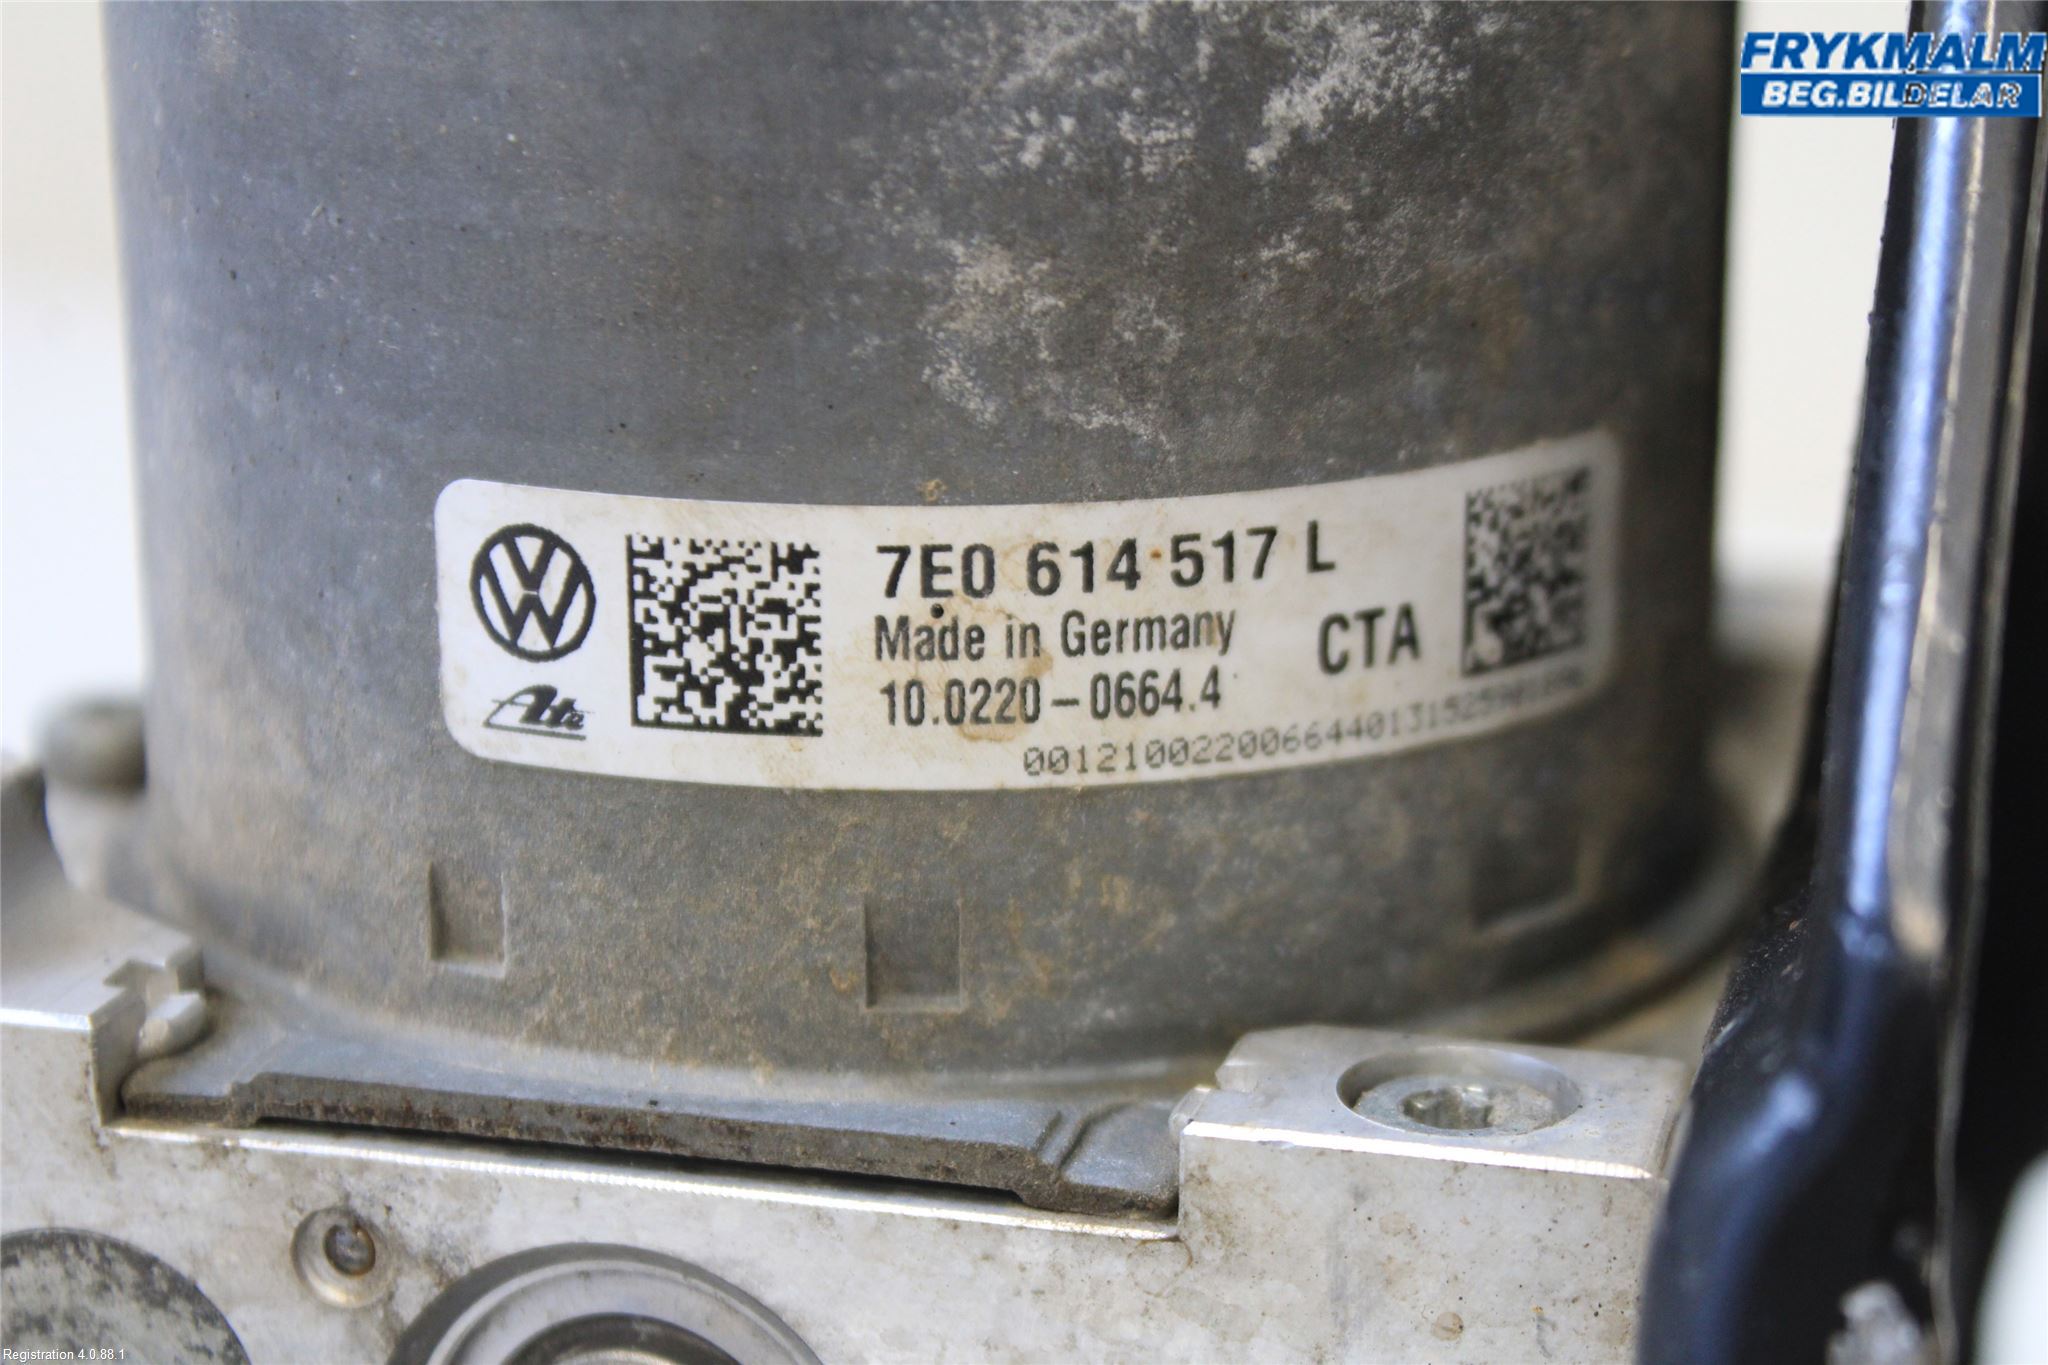 FRYKMALM
BEG.BILDELAR
7E0 614 517 L
Made in Germany
CTA
10.0220-0664.4
Ate
Registration 4.0.88.1